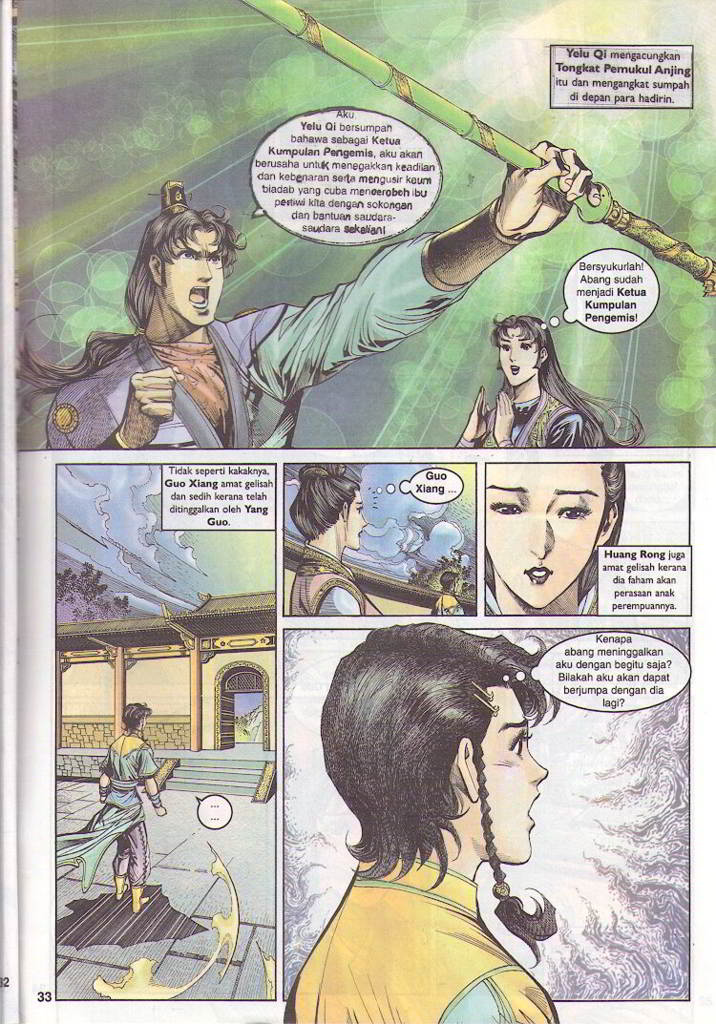 Yelu Qi mengacungkan
Tongkat Pemukul Anjing
itu dan mengangkat sumpah
di depan para hadirin.
Aku,
Yelu Qi bersumpah
bahawa sebagai Ketua
Kumpulan Pengemis, aku akan
berusaha untuk menegakkan keadilan
dan kebenaran serta mengusir kaum
biadab yang cuba menceroboh ibu
pertiwi kita dengan sokongan
dan bantuan saudara-
saudara sekelian!
Bersyukurlah!
Abang sudah
menjadi Ketua
Kumpulan
Pengemis!
Tidak seperti kakaknya,
Guo Xiang amat gelisah
dan sedih kerana telah
ditinggalkan oleh Yang
Guo.
...
...
Guo
Xiang ...
Huang Rong juga
amat gelisah kerana
dia faham akan
perasaan anak
perempuannya.
Kenapa
abang meninggalkan
aku dengan begitu saja?
Bilakah aku akan dapat
berjumpa dengan dia
lagi?
33